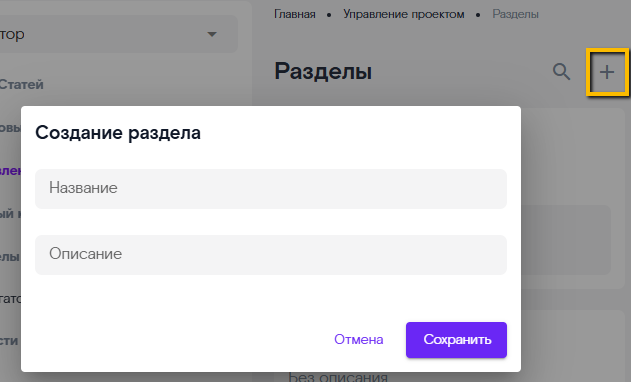 Главная • Управление проектом • Разделы
Разделы
Статей
Создание раздела
Название
Описание
Отмена
Сохранить
Без описания